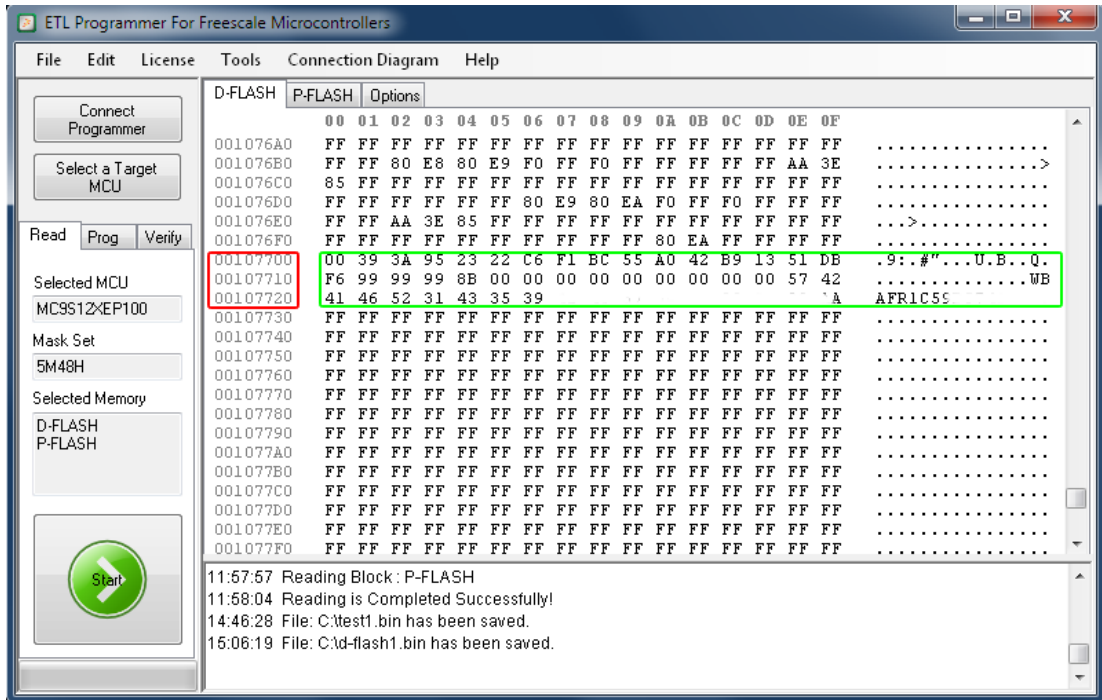 ETL Programmer For Freescale Microcontrollers
File Edit License Tools Connection Diagram Help
Connect
Programmer
Select a Target
MCU
Read Prog Verify
Selected MCU
MC9S12XEP100
Mask Set
5M48H
Selected Memory
D-FLASH
P-FLASH
Start
D-FLASH P-FLASH Options
00 01 02 03 04 05 06 07 08 09 0A 0B 0C 0D 0E 0F
001076A0 FF FF FF FF FF FF FF FF FF FF FF FF FF FF FF FF ................
001076B0 FF FF 80 E8 80 E9 F0 FF F0 FF FF FF FF FF AA 3E ...............>
001076C0 85 FF FF FF FF FF FF FF FF FF FF FF FF FF FF FF ................
001076D0 FF FF FF FF FF FF 80 E9 80 EA F0 FF F0 FF FF FF ................
001076E0 FF FF AA 3E 85 FF FF FF FF FF FF FF FF FF FF FF ...>............
001076F0 FF FF FF FF FF FF FF FF FF FF 80 EA FF FF FF FF ................
00107700 00 39 3A 95 23 22 C6 F1 BC 55 A0 42 B9 13 51 DB .9:.#"...U.B..Q.
00107710 F6 99 99 99 8B 00 00 00 00 00 00 00 00 00 57 42 ..............WB
00107720 41 46 52 31 43 35 39 A AFR1C59
00107730 FF FF FF FF FF FF FF FF FF FF FF FF FF FF FF FF ................
00107740 FF FF FF FF FF FF FF FF FF FF FF FF FF FF FF FF ................
00107750 FF FF FF FF FF FF FF FF FF FF FF FF FF FF FF FF ................
00107760 FF FF FF FF FF FF FF FF FF FF FF FF FF FF FF FF ................
00107770 FF FF FF FF FF FF FF FF FF FF FF FF FF FF FF FF ................
00107780 FF FF FF FF FF FF FF FF FF FF FF FF FF FF FF FF ................
00107790 FF FF FF FF FF FF FF FF FF FF FF FF FF FF FF FF ................
001077A0 FF FF FF FF FF FF FF FF FF FF FF FF FF FF FF FF ................
001077B0 FF FF FF FF FF FF FF FF FF FF FF FF FF FF FF FF ................
001077C0 FF FF FF FF FF FF FF FF FF FF FF FF FF FF FF FF ................
001077D0 FF FF FF FF FF FF FF FF FF FF FF FF FF FF FF FF ................
001077E0 FF FF FF FF FF FF FF FF FF FF FF FF FF FF FF FF ................
001077F0 FF FF FF FF FF FF FF FF FF FF FF FF FF FF FF FF ................
11:57:57 Reading Block : P-FLASH
11:58:04 Reading is Completed Successfully!
14:46:28 File: C:\test1.bin has been saved.
15:06:19 File: C:\d-flash1.bin has been saved.